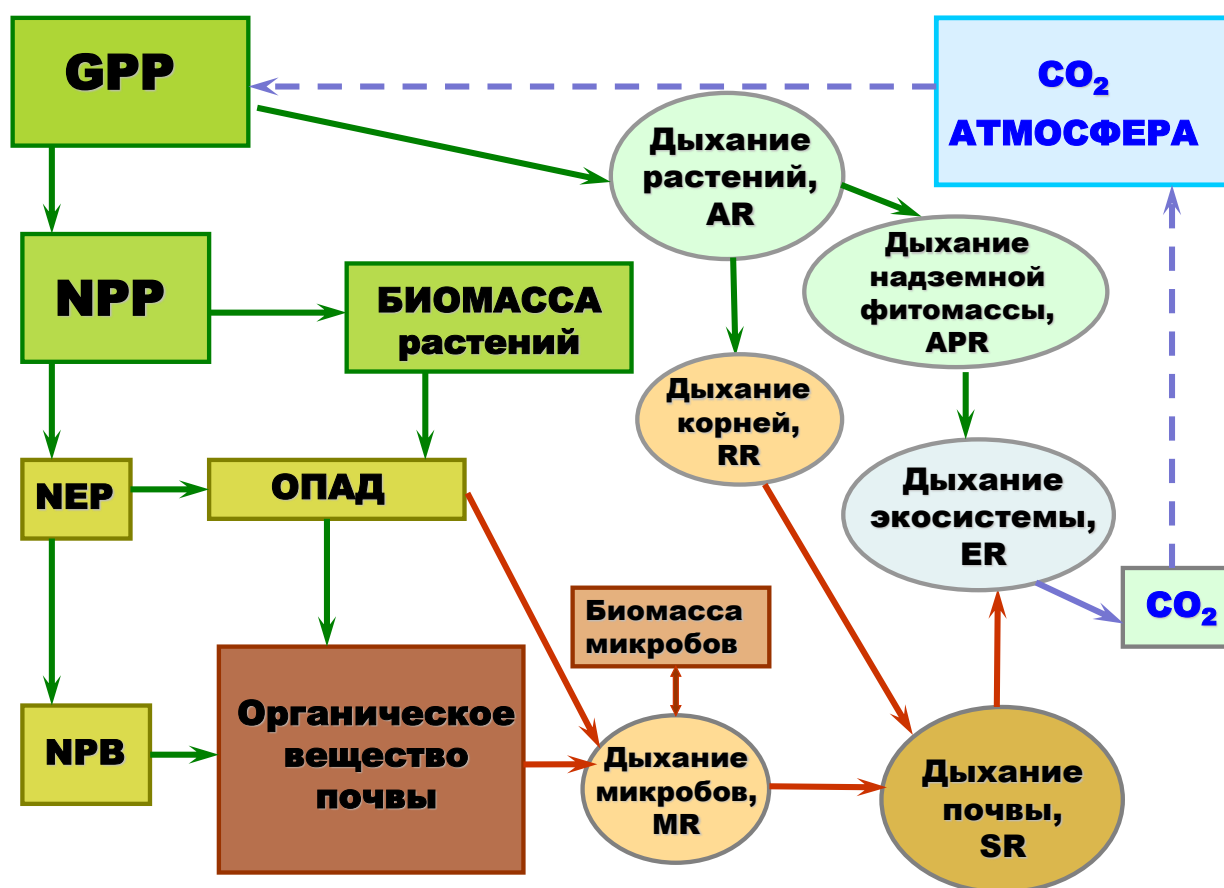 GPP
CO₂
АТМОСФЕРА
Дыхание
растений,
AR
NPP
БИОМАССА
растений
Дыхание
надземной
фитомассы,
APR
Дыхание
корней,
RR
NEP
ОПАД
Дыхание
экосистемы,
ER
CO₂
Биомасса
микробов
NPB
Органическое
вещество
почвы
Дыхание
микробов,
MR
Дыхание
почвы,
SR